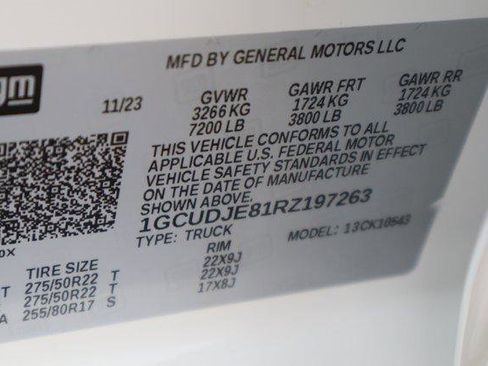 gm
MFD BY GENERAL MOTORS LLC
11/23 GVWR GAWR FRT GAWR RR
3266 KG 1724 KG 1724 KG
7200 LB 3800 LB 3800 LB
THIS VEHICLE CONFORMS TO ALL
APPLICABLE U.S. FEDERAL MOTOR
VEHICLE SAFETY STANDARDS IN EFFECT
ON THE DATE OF MANUFACTURE
SHOWN ABOVE.
1GCUDJE81RZ197263
TYPE: TRUCK MODEL: 13CK10543
TIRE SIZE RIM
T 275/50R22 T 22X9J
T 275/50R22 T 22X9J
A 255/80R17 S 17X8J